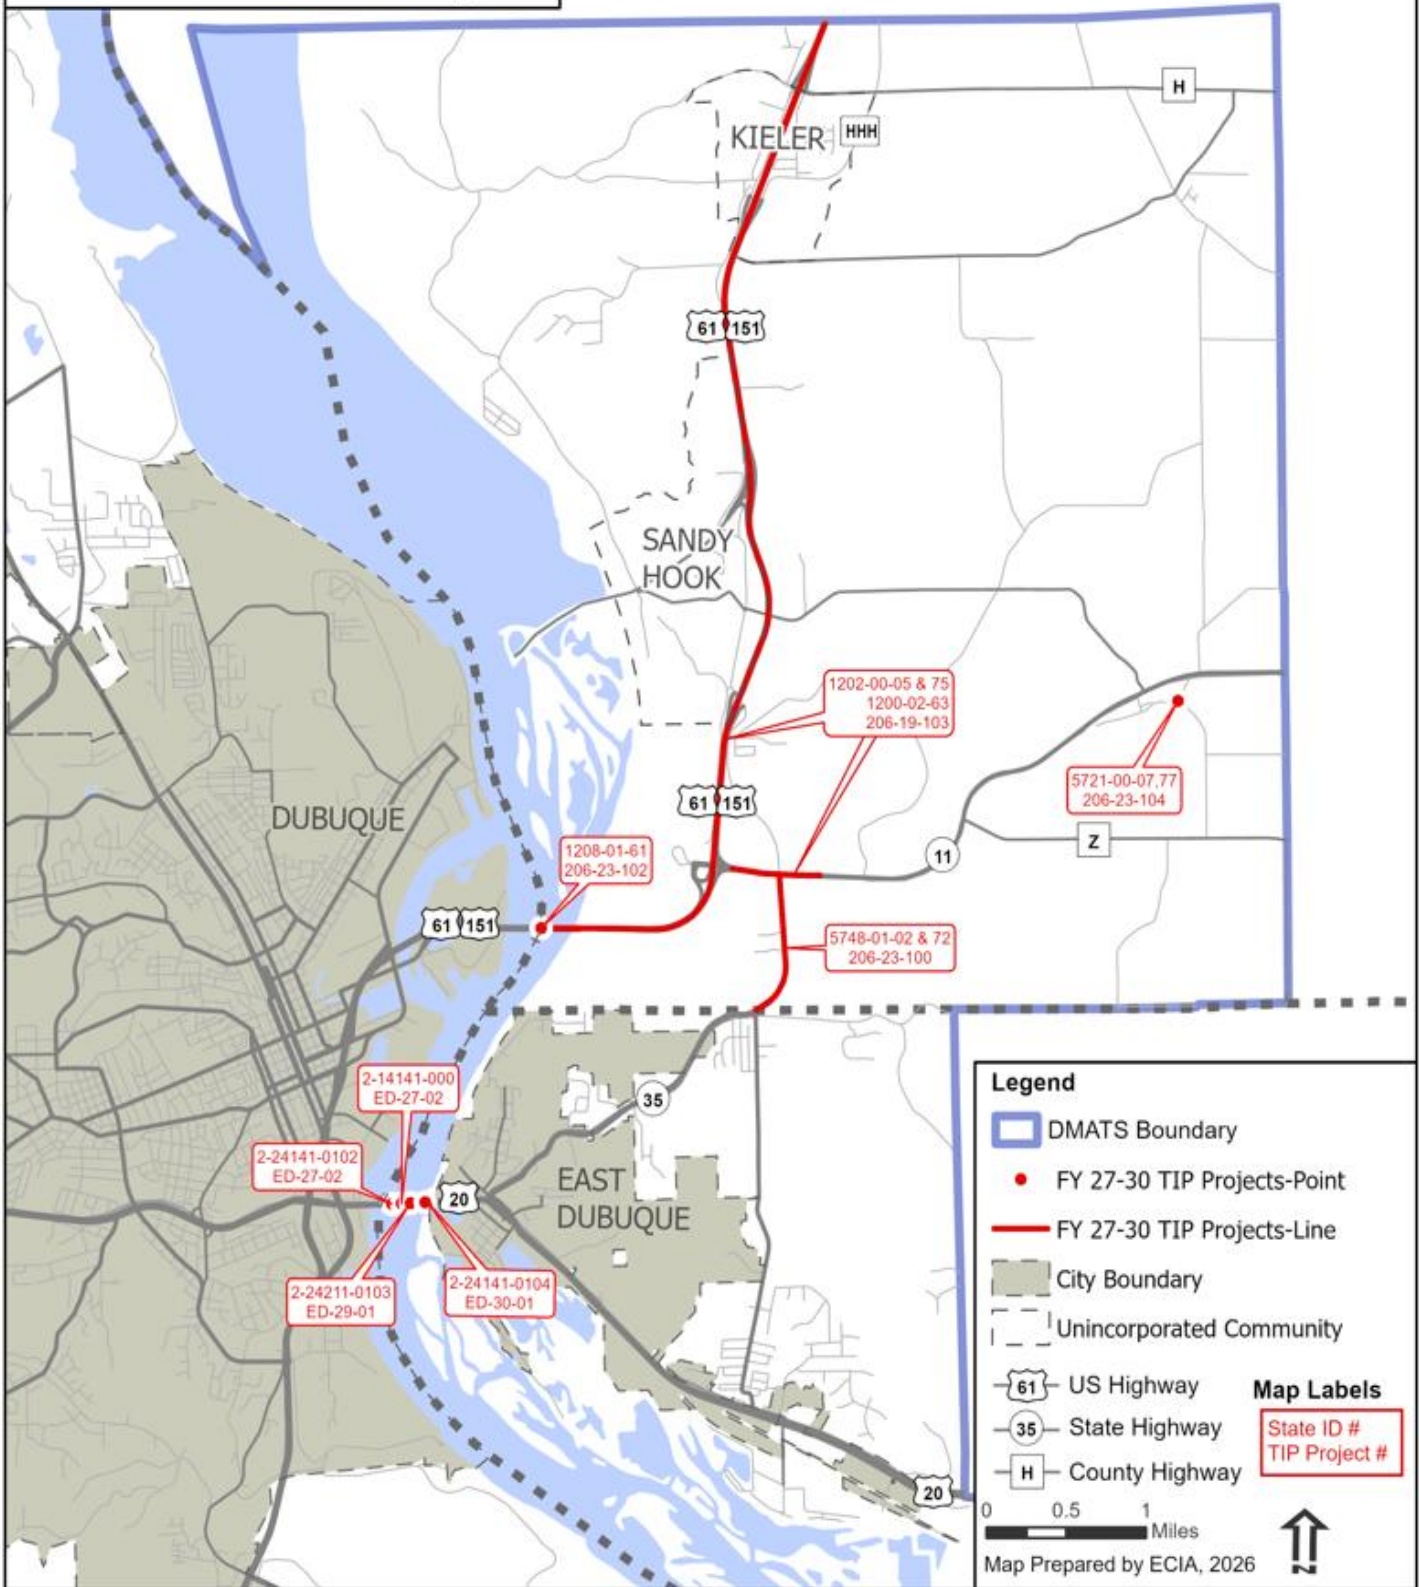 H
KIELER
HHH
61 151
SANDY
HOOK
1202-00-05 & 75
1200-02-63
206-19-103
5721-00-07,77
206-23-104
61 151
DUBUQUE
Z
11
1208-01-61
206-23-102
61 151
5748-01-02 & 72
206-23-100
2-14141-000
ED-27-02
35
2-24141-0102
ED-27-02
20
EAST
DUBUQUE
2-24211-0103
ED-29-01
2-24141-0104
ED-30-01
20
Legend
DMATS Boundary
FY 27-30 TIP Projects-Point
FY 27-30 TIP Projects-Line
City Boundary
Unincorporated Community
61 US Highway
35 State Highway
H County Highway
Map Labels
State ID #
TIP Project #
0 0.5 1
Miles
Map Prepared by ECIA, 2026
N